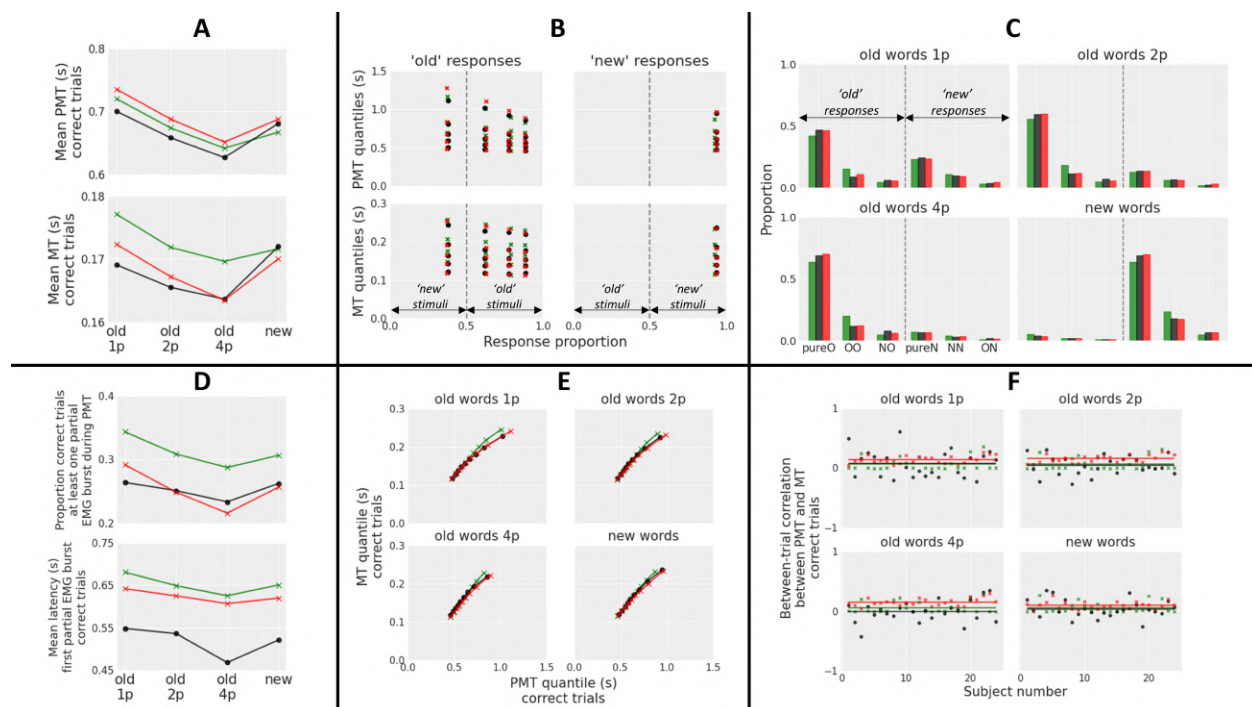 A
Mean PMT (s)
correct trials
0.8
0.7
0.6
Mean MT (s)
correct trials
0.18
0.17
0.16
old
1p
old
2p
old
4p
new
B
'old' responses
'new' responses
PMT quantiles (s)
1.5
1.0
0.5
0.0
MT quantiles (s)
0.3
0.2
0.1
0.0
‘new’
stimuli
‘old’
stimuli
‘old’
stimuli
‘new’
stimuli
0.0
0.5
1.0
0.0
0.5
1.0
Response proportion
C
old words 1p
old words 2p
1.0
0.5
0.0
‘old’
responses
‘new’
responses
Proportion
old words 4p
new words
1.0
0.5
0.0
pureO
OO
NO
pureN
NN
ON
D
Proportion correct trials
at least one partial
EMG burst during PMT
0.4
0.3
0.2
Mean latency (s)
first partial EMG burst
correct trials
0.75
0.65
0.55
0.45
old
1p
old
2p
old
4p
new
E
old words 1p
old words 2p
0.3
0.2
0.1
0.0
MT quantile (s)
correct trials
old words 4p
new words
0.3
0.2
0.1
0.0
0.0
0.5
1.0
1.5
0.0
0.5
1.0
1.5
PMT quantile (s)
correct trials
F
old words 1p
old words 2p
1
0
−1
Between-trial correlation
between PMT and MT
correct trials
old words 4p
new words
1
0
−1
0
10
20
0
10
20
Subject number